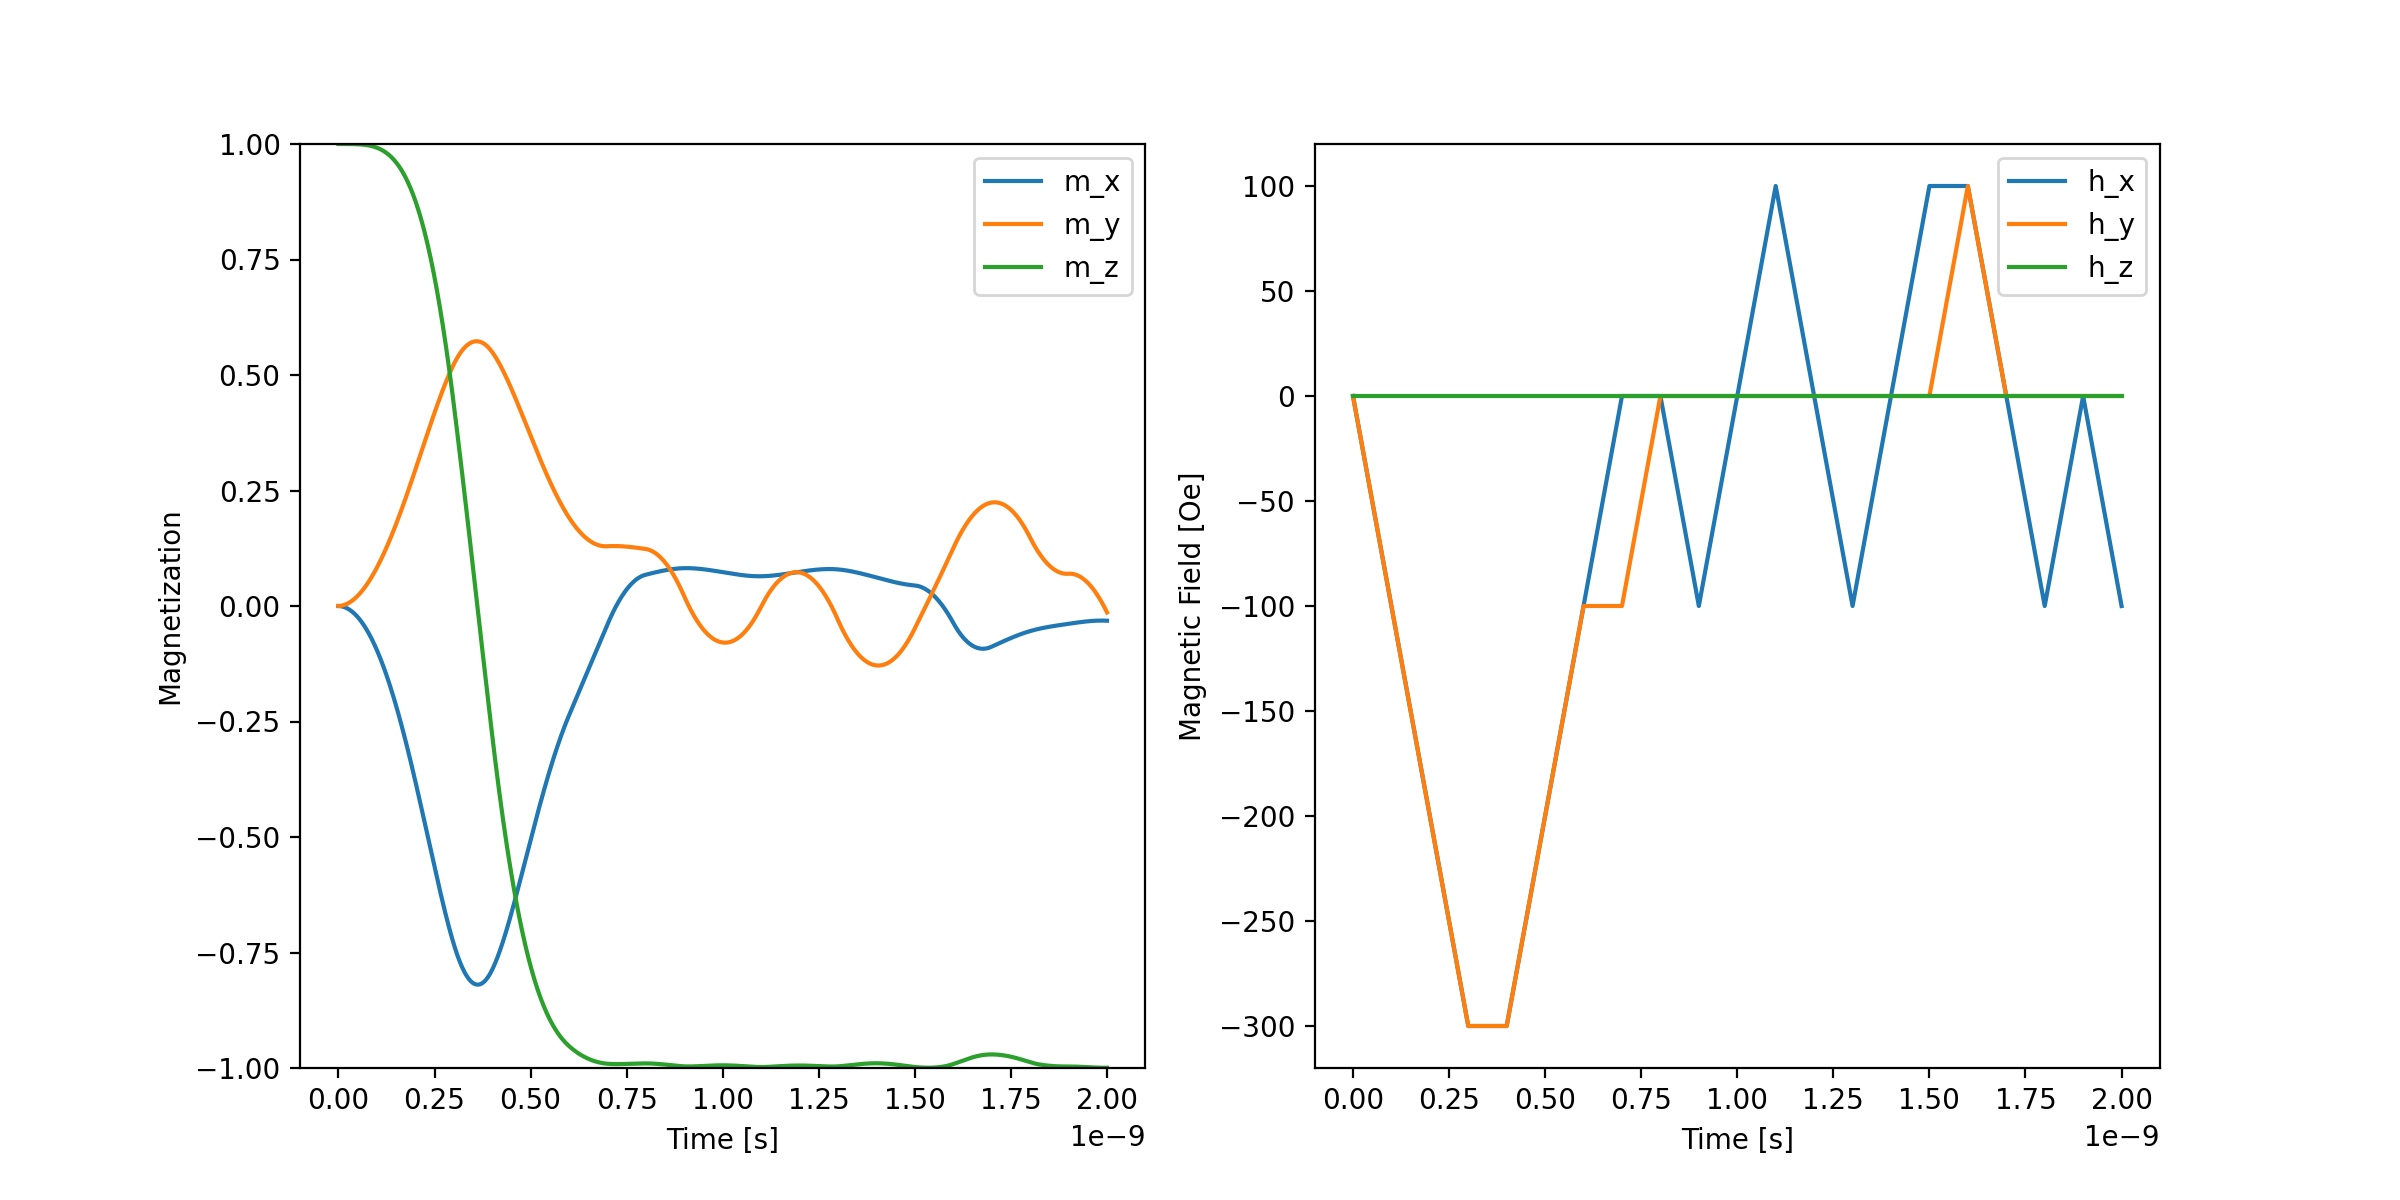 Magnetization
1.00
0.75
0.50
0.25
0.00
−0.25
−0.50
−0.75
−1.00
m_x
m_y
m_z
0.00 0.25 0.50 0.75 1.00 1.25 1.50 1.75 2.00
Time [s]
1e−9
Magnetic Field [Oe]
100
50
0
−50
−100
−150
−200
−250
−300
h_x
h_y
h_z
0.00 0.25 0.50 0.75 1.00 1.25 1.50 1.75 2.00
Time [s]
1e−9